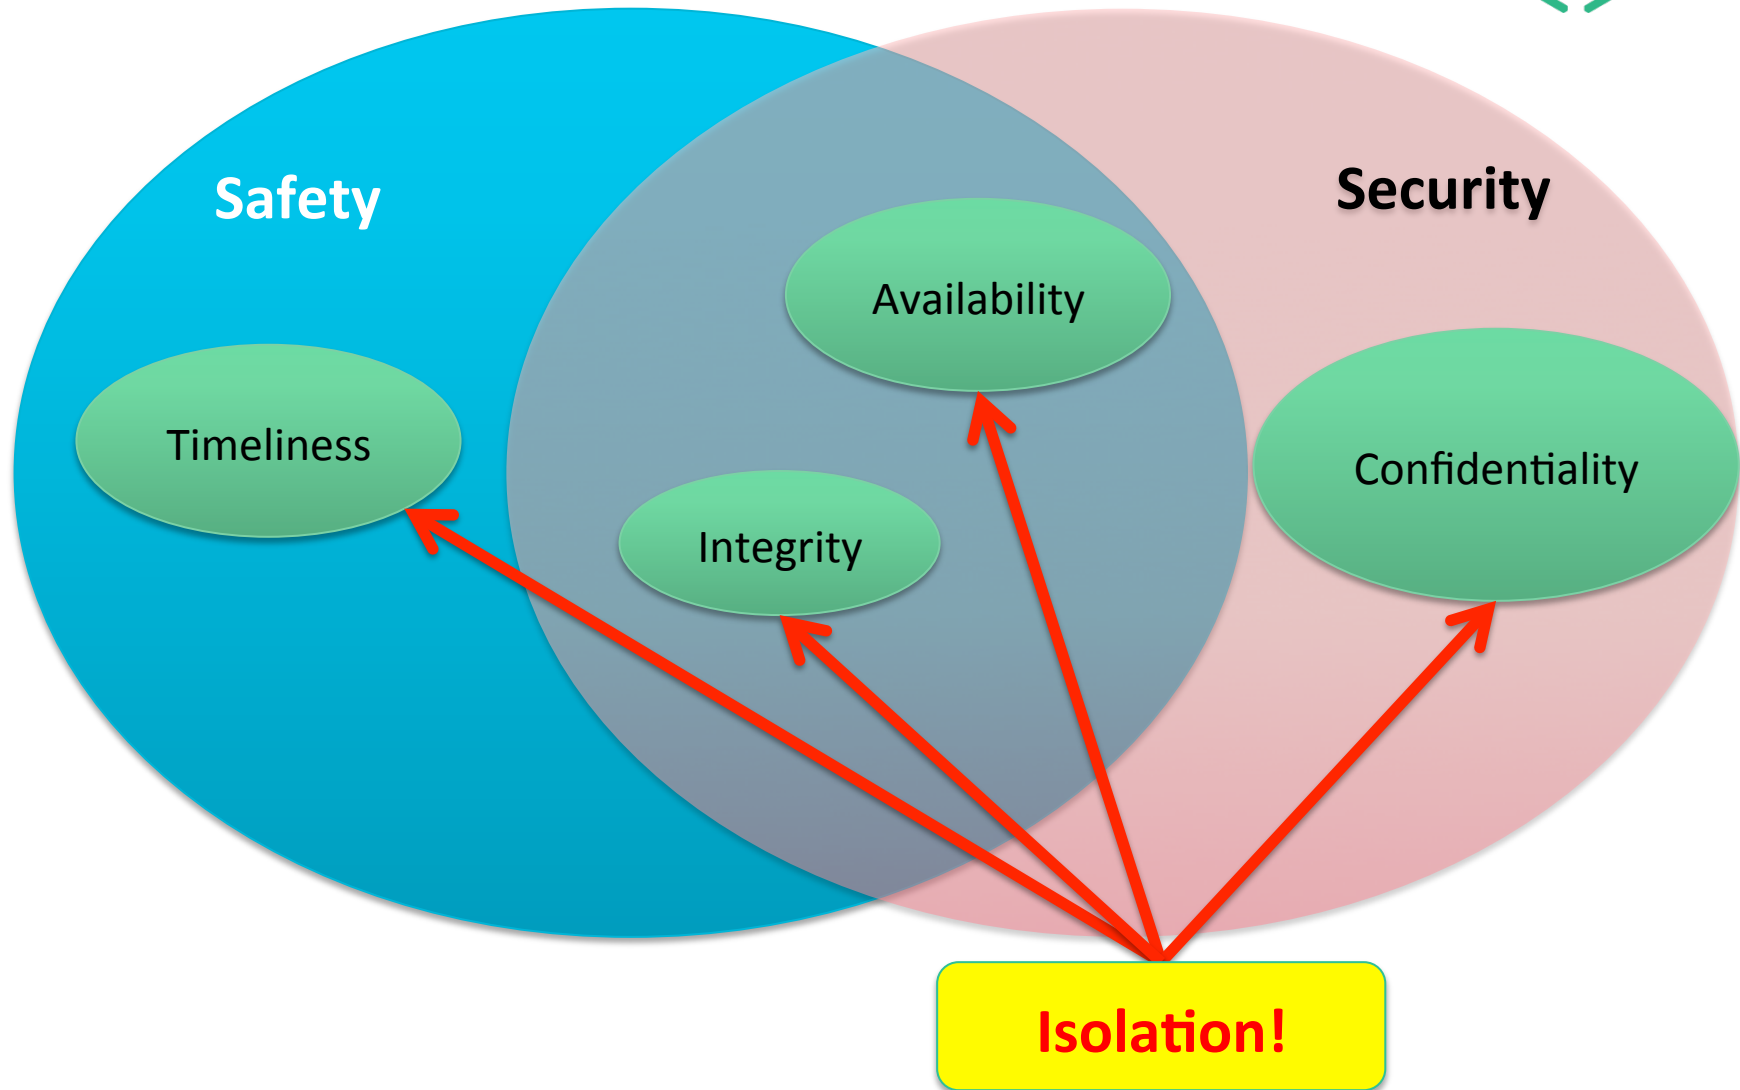 Safety
Security
Availability
Timeliness
Confidentiality
Integrity
Isolation!